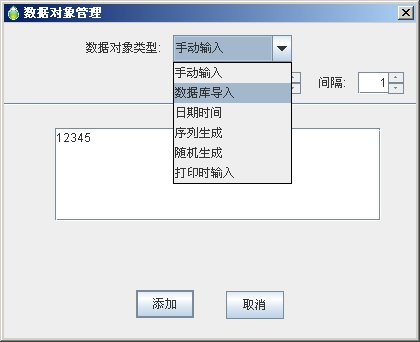 数据对象管理
数据对象类型: 手动输入
手动输入
数据库导入
间隔: 1
日期时间
序列生成
随机生成
打印时输入
12345
添加 取消